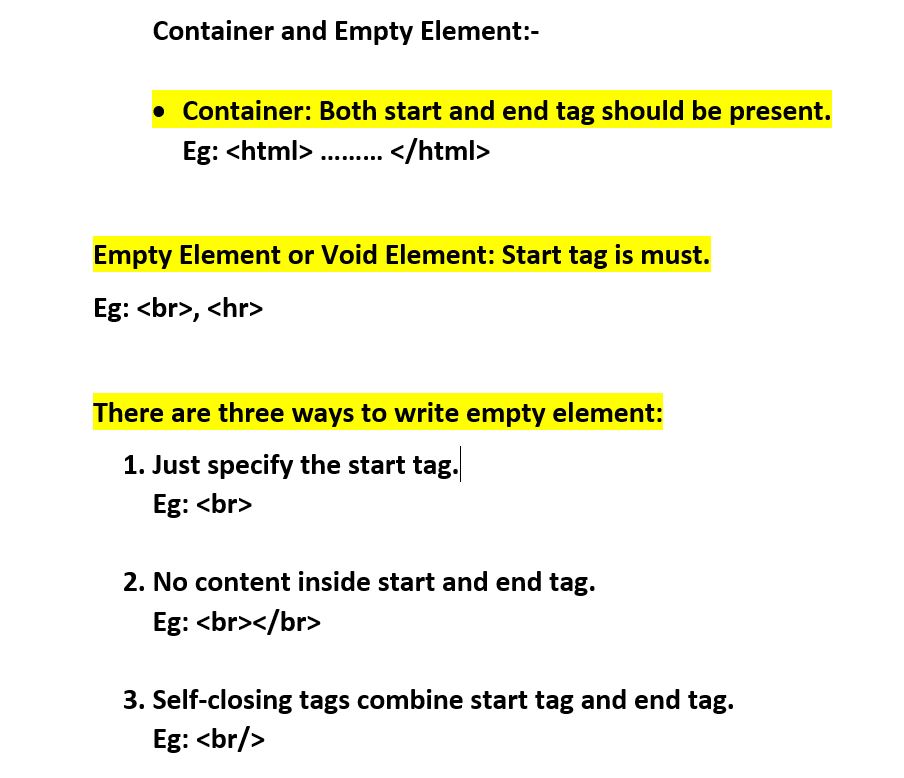 Container and Empty Element:-
• Container: Both start and end tag should be present.
Eg: <html> ......... </html>
Empty Element or Void Element: Start tag is must.
Eg: <br>, <hr>
There are three ways to write empty element:
1. Just specify the start tag.
Eg: <br>
2. No content inside start and end tag.
Eg: <br></br>
3. Self-closing tags combine start tag and end tag.
Eg: <br/>